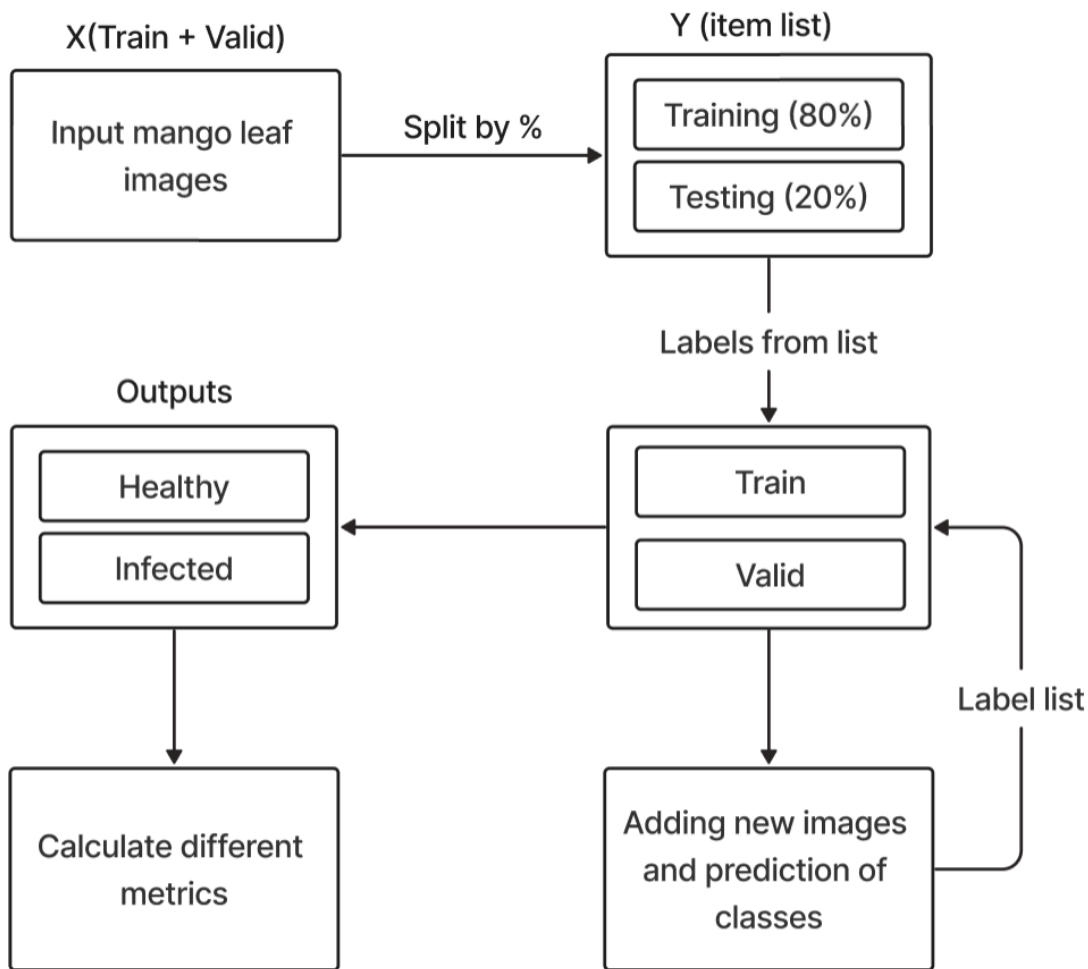 X(Train + Valid)
Input mango leaf
images
Split by %
Y (item list)
Training (80%)
Testing (20%)
Labels from list
Train
Valid
Outputs
Healthy
Infected
Calculate different
metrics
Adding new images
and prediction of
classes
Label list